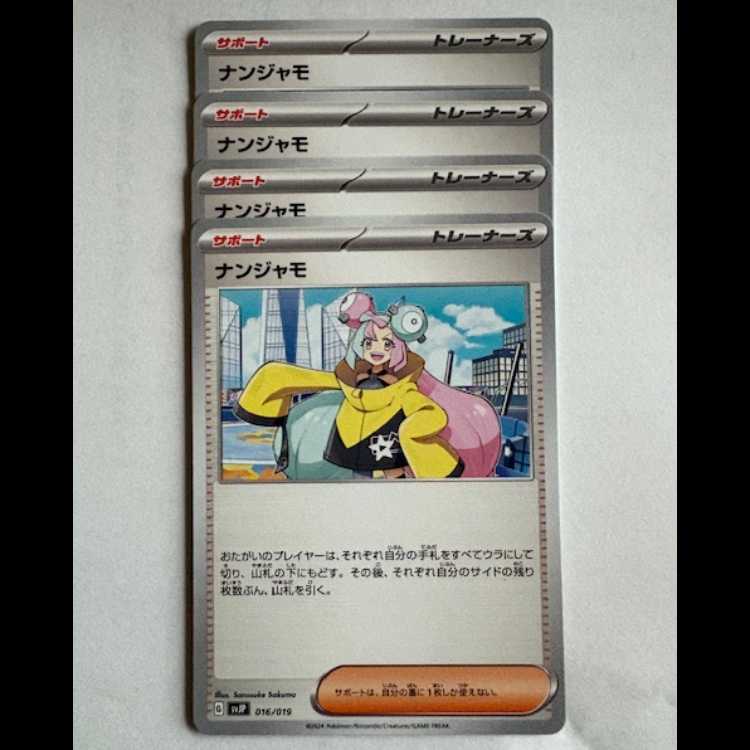 サポート トレーナーズ
ナンジャモ
サポート トレーナーズ
ナンジャモ
サポート トレーナーズ
ナンジャモ
サポート トレーナーズ
ナンジャモ
おたがいのプレイヤーは、それぞれ自分の手札をすべてウラにして
切り、山札の下にもどす。その後、それぞれ自分のサイドの残り
枚数ぶん、山札を引く。
サポートは、自分の番に1枚しか使えない。
Illus. Sanosuke Sakuma
G 016/019
©2024 Pokémon/Nintendo/Creatures/GAME FREAK.